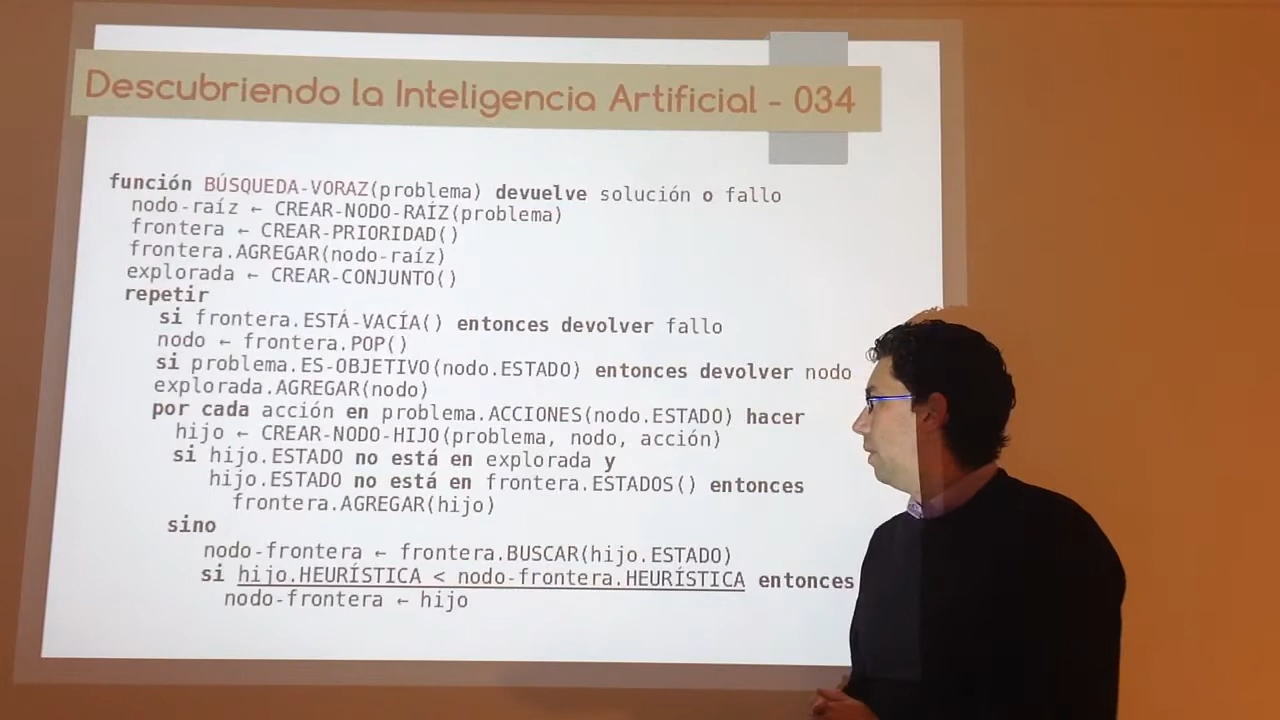 Descubriendo la Inteligencia Artificial - 034
función BÚSQUEDA-VORAZ(problema) devuelve solución o fallo
nodo-raíz ← CREAR-NODO-RAÍZ(problema)
frontera ← CREAR-PRIORIDAD()
frontera.AGREGAR(nodo-raíz)
explorada ← CREAR-CONJUNTO()
repetir
si frontera.ESTÁ-VACÍA() entonces devolver fallo
nodo ← frontera.POP()
si problema.ES-OBJETIVO(nodo.ESTADO) entonces devolver nodo
explorada.AGREGAR(nodo)
por cada acción en problema.ACCIONES(nodo.ESTADO) hacer
hijo ← CREAR-NODO-HIJO(problema, nodo, acción)
si hijo.ESTADO no está en explorada y
hijo.ESTADO no está en frontera.ESTADOS() entonces
frontera.AGREGAR(hijo)
sino
nodo-frontera ← frontera.BUSCAR(hijo.ESTADO)
si hijo.HEURÍSTICA < nodo-frontera.HEURÍSTICA entonces
nodo-frontera ← hijo